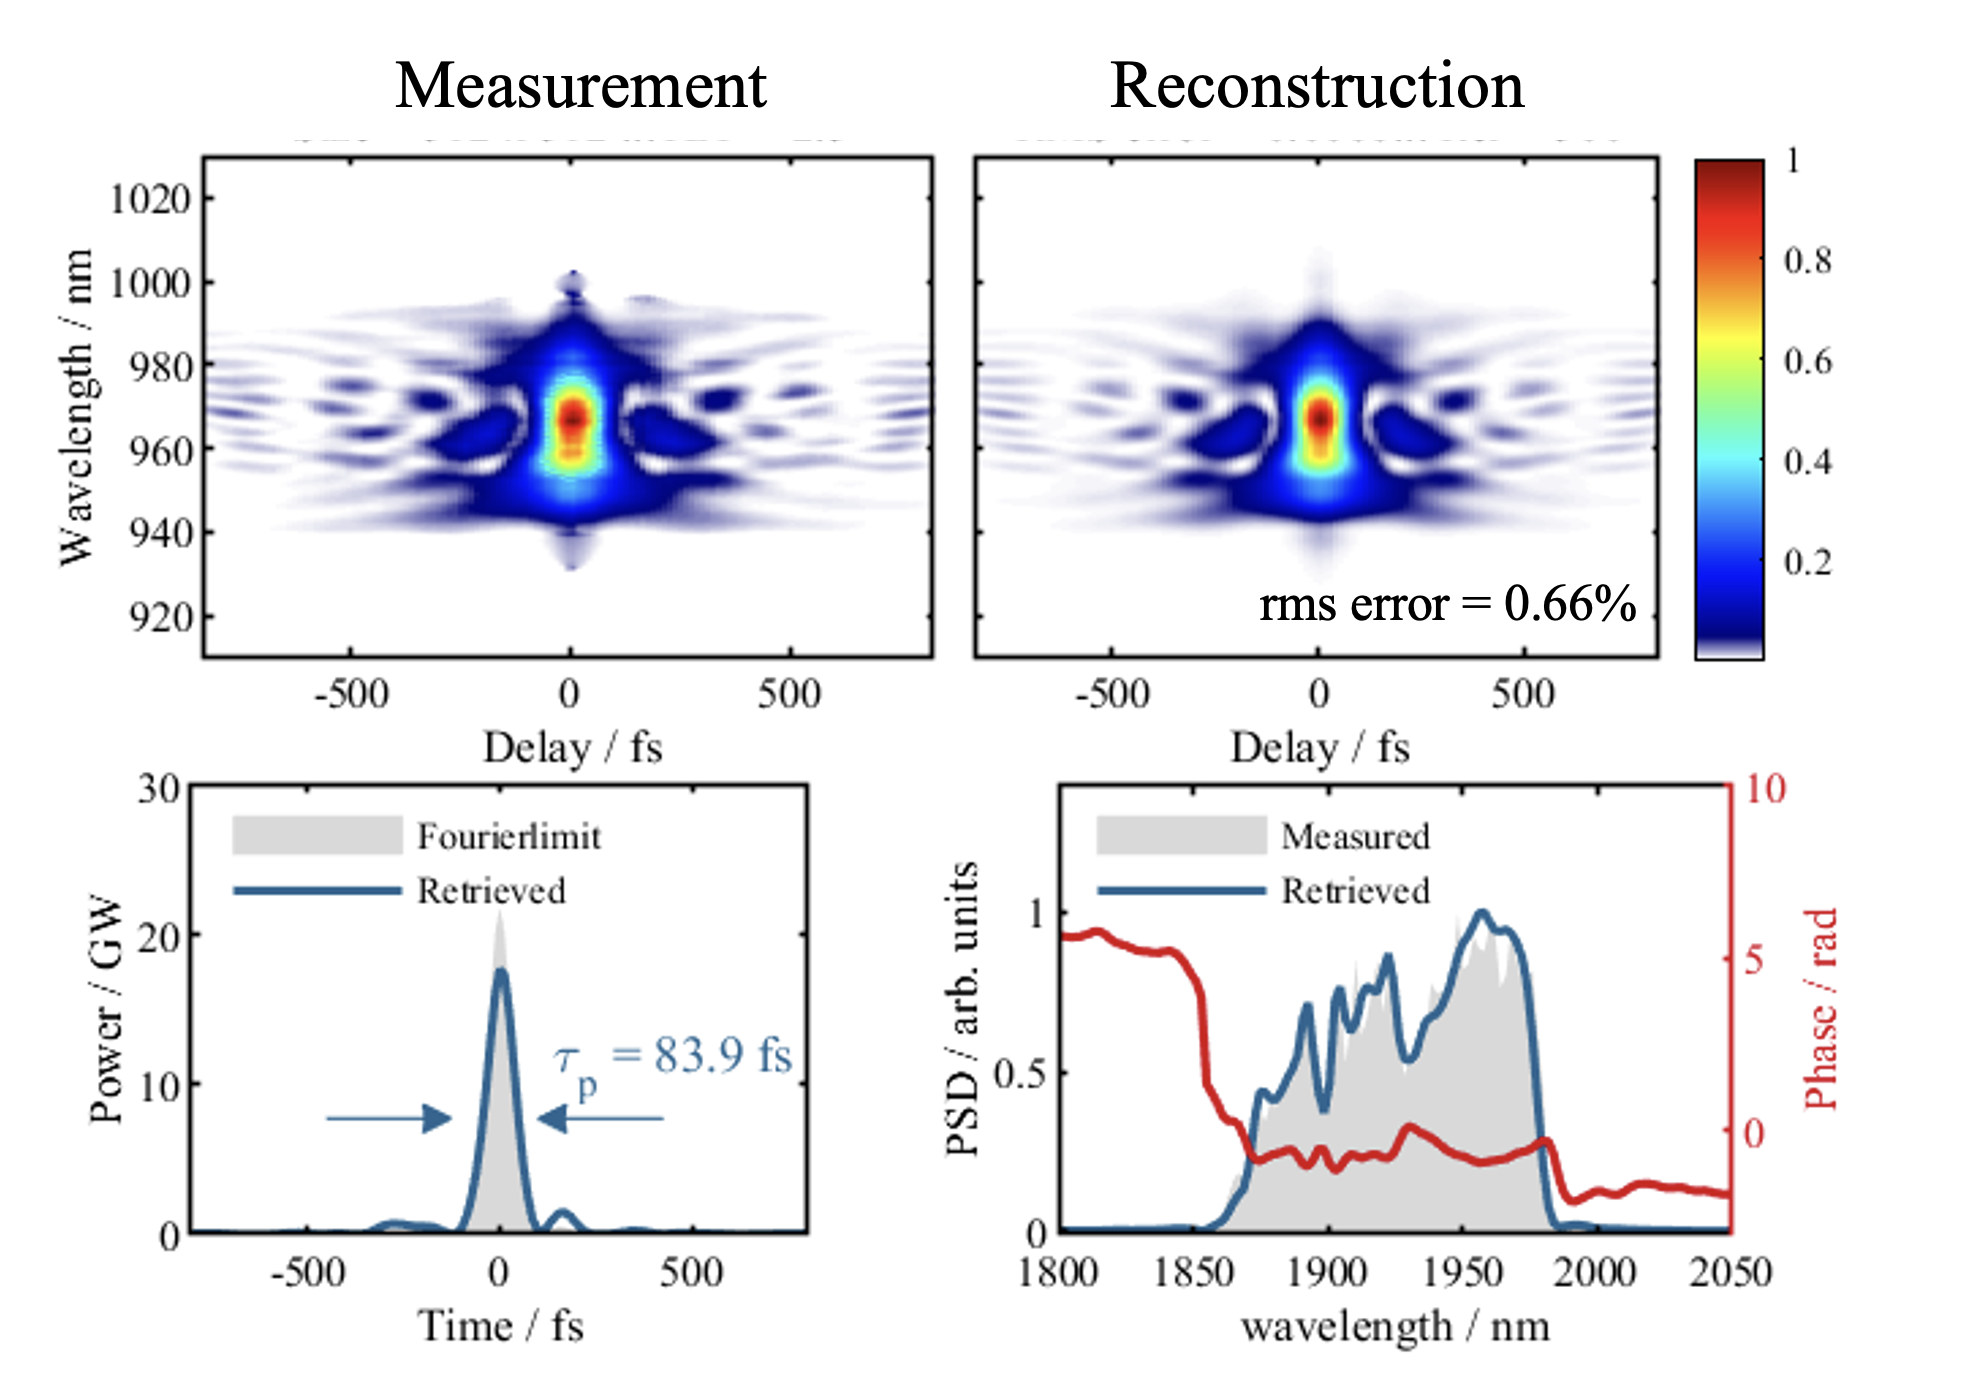 Measurement
Reconstruction
Wavelength / nm
1020
1000
980
960
940
920
-500
0
500
Delay / fs
rms error = 0.66%
-500
0
500
Delay / fs
1
0.8
0.6
0.4
0.2
Power / GW
30
20
10
0
Fourierlimit
Retrieved
τp = 83.9 fs
-500
0
500
Time / fs
PSD / arb. units
1
0.5
0
Measured
Retrieved
10
5
0
Phase / rad
1800
1850
1900
1950
2000
2050
wavelength / nm